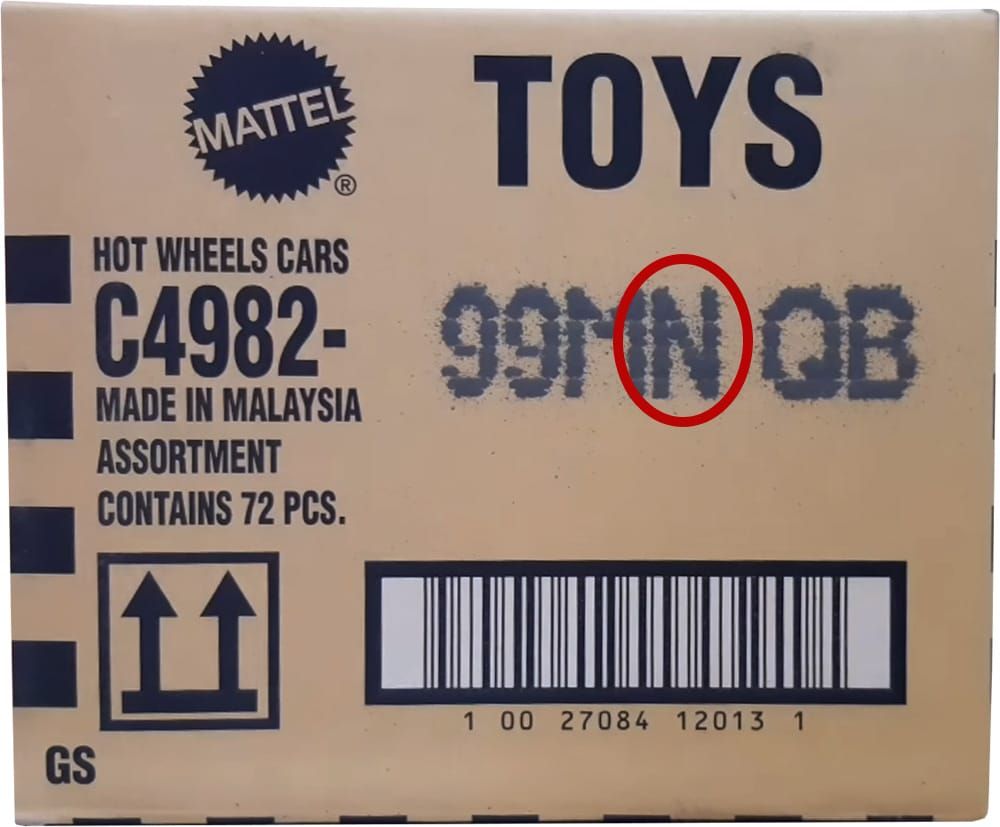 MATTEL
®
TOYS
HOT WHEELS CARS
C4982-
99MN QB
MADE IN MALAYSIA
ASSORTMENT
CONTAINS 72 PCS.
1 00 27084 12013 1
GS